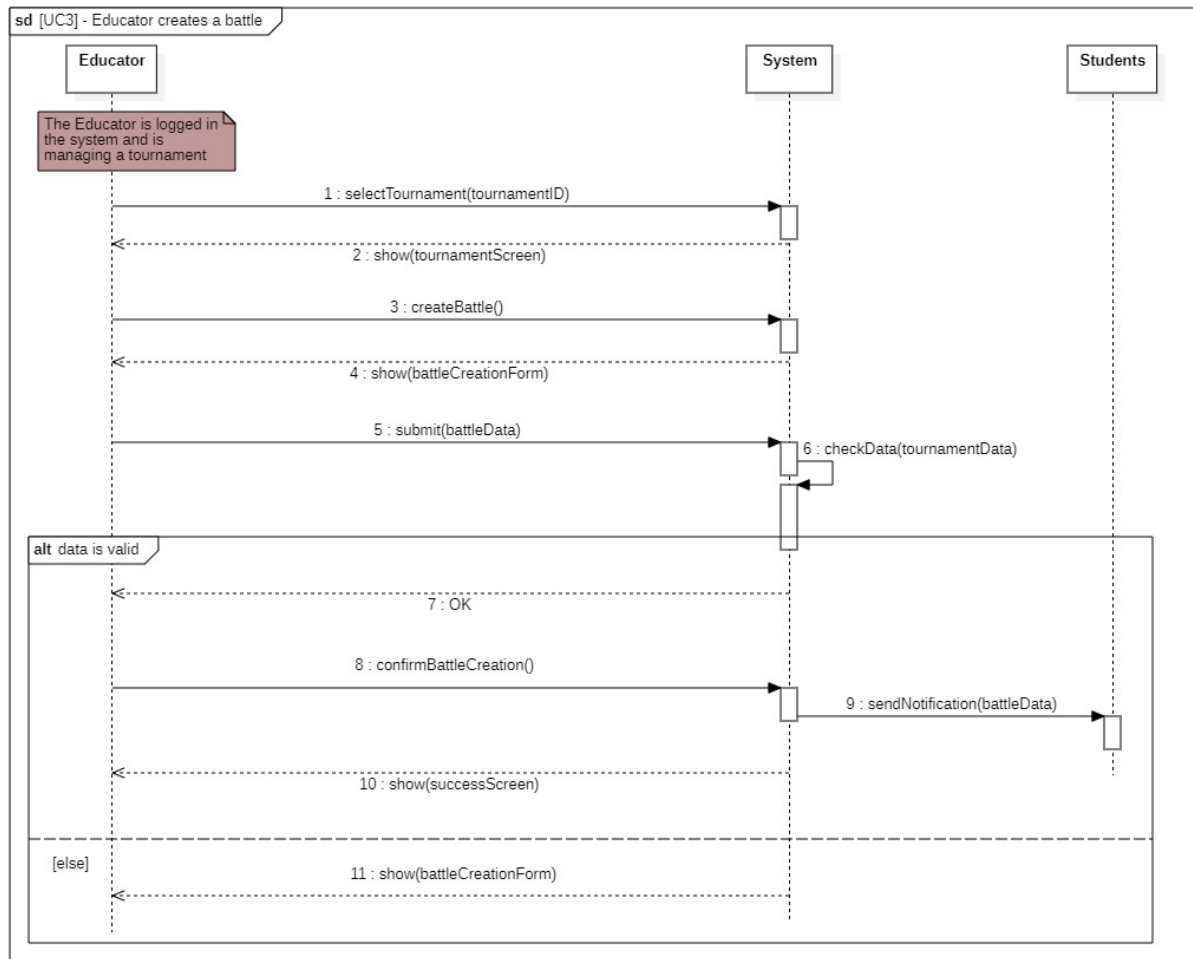 sd [UC3] - Educator creates a battle
Educator
System
Students
The Educator is logged in
the system and is
managing a tournament
1 : selectTournament(tournamentID)
2 : show(tournamentScreen)
3 : createBattle()
4 : show(battleCreationForm)
5 : submit(battleData)
6 : checkData(tournamentData)
alt data is valid
7 : OK
8 : confirmBattleCreation()
9 : sendNotification(battleData)
10 : show(successScreen)
[else]
11 : show(battleCreationForm)